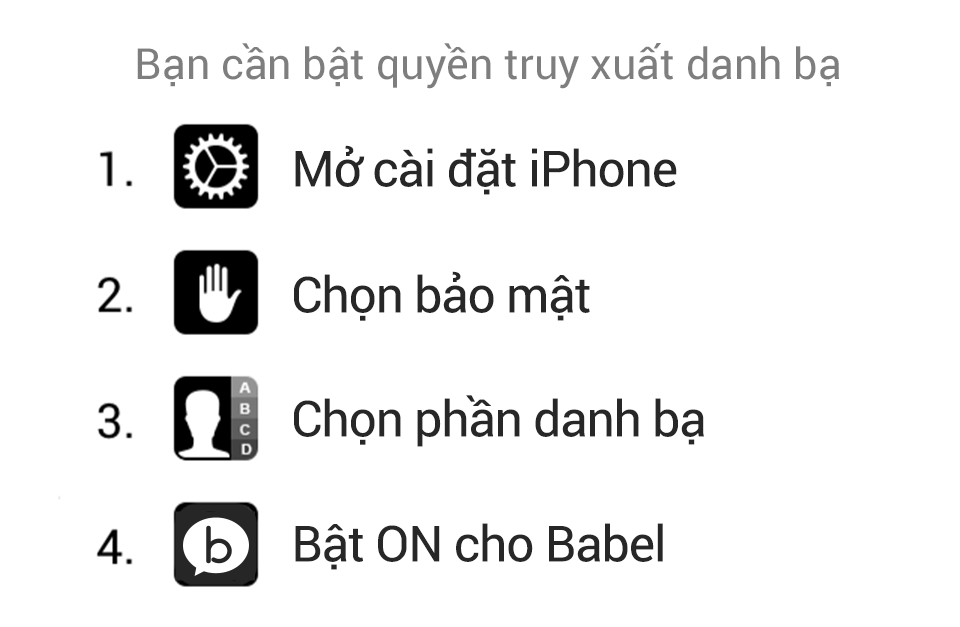 Bạn cần bật quyền truy xuất danh bạ
1. Mở cài đặt iPhone
2. Chọn bảo mật
3. A B C D Chọn phần danh bạ
4. b Bật ON cho Babel